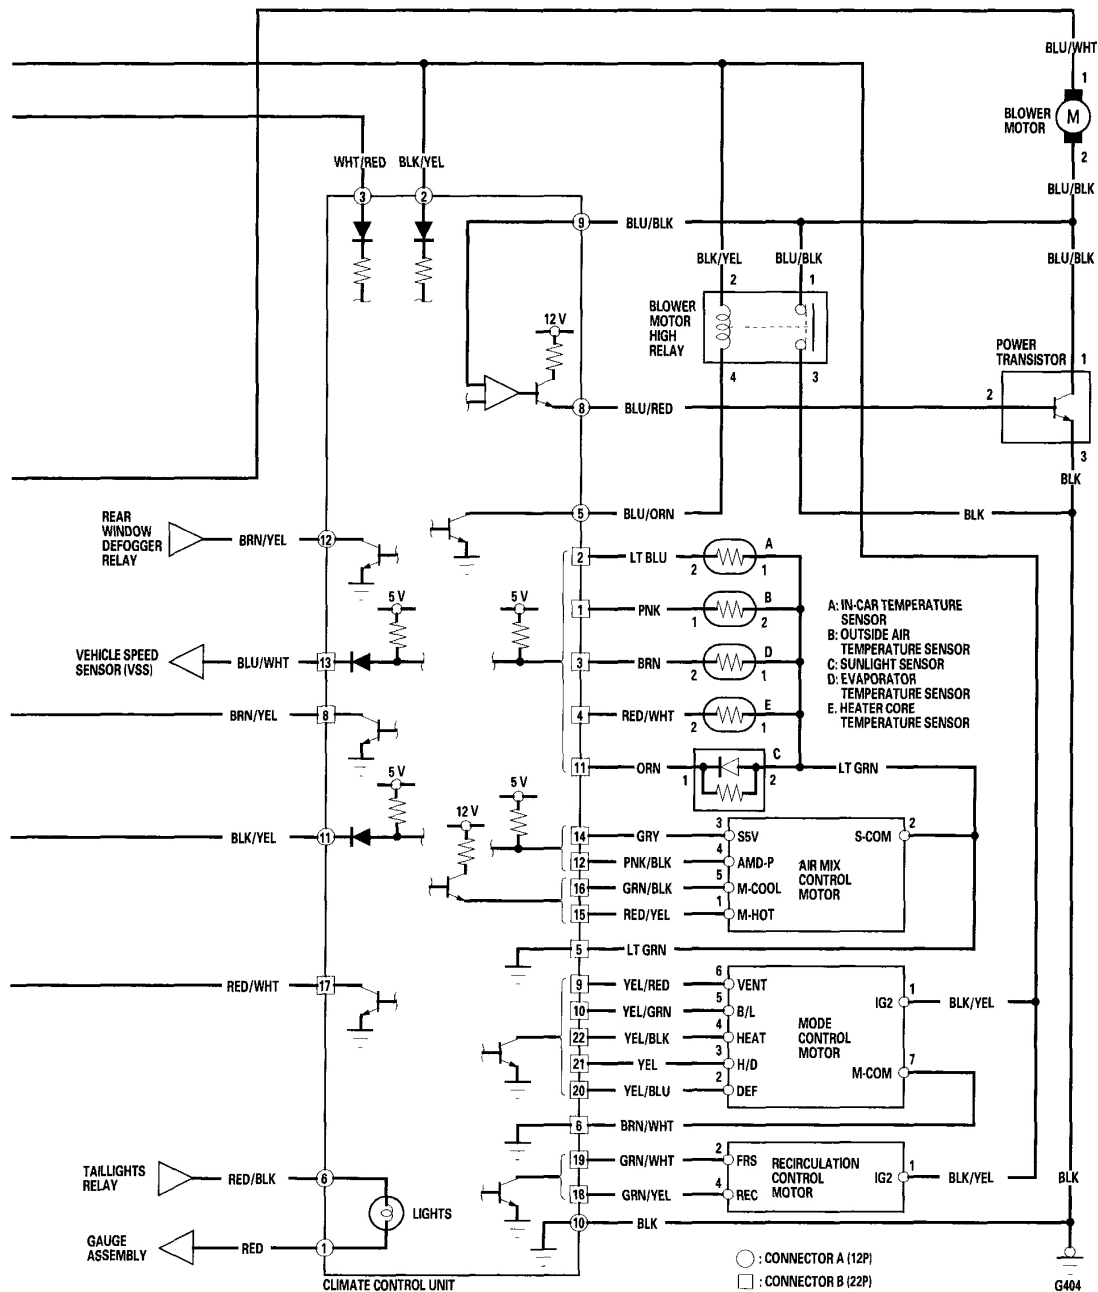 BLU/WHT
1
BLOWER
MOTOR
M
2
BLU/BLK
WHT/RED
BLK/YEL
3
2
9
BLU/BLK
BLK/YEL
BLU/BLK
BLU/BLK
2
1
BLOWER
MOTOR
HIGH
RELAY
12 V
4
3
POWER
TRANSISTOR
1
8
BLU/RED
2
3
BLK
5
BLU/ORN
BLK
REAR
WINDOW
DEFOGGER
RELAY
BRN/YEL
12
2
LT BLU
2
A
1
5 V
5 V
1
PNK
1
B
2
A: IN-CAR TEMPERATURE
SENSOR
B: OUTSIDE AIR
TEMPERATURE SENSOR
C: SUNLIGHT SENSOR
D: EVAPORATOR
TEMPERATURE SENSOR
E. HEATER CORE
TEMPERATURE SENSOR
VEHICLE SPEED
SENSOR (VSS)
BLU/WHT
13
3
BRN
2
D
1
BRN/YEL
8
4
RED/WHT
2
E
1
11
ORN
1
C
2
LT GRN
5 V
5 V
12 V
BLK/YEL
11
14
GRY
3
S5V
S-COM
2
12
PNK/BLK
4
AMD-P
AIR MIX
CONTROL
MOTOR
16
GRN/BLK
5
M-COOL
15
RED/YEL
1
M-HOT
5
LT GRN
RED/WHT
17
9
YEL/RED
6
VENT
10
YEL/GRN
5
B/L
IG2
1
BLK/YEL
22
YEL/BLK
4
HEAT
MODE
CONTROL
MOTOR
21
YEL
3
H/D
M-COM
7
20
YEL/BLU
2
DEF
6
BRN/WHT
TAILLIGHTS
RELAY
RED/BLK
6
19
GRN/WHT
2
FRS
RECIRCULATION
CONTROL
MOTOR
IG2
1
BLK/YEL
BLK
18
GRN/YEL
4
REC
LIGHTS
10
BLK
GAUGE
ASSEMBLY
RED
1
CLIMATE CONTROL UNIT
: CONNECTOR A (12P)
: CONNECTOR B (22P)
G404